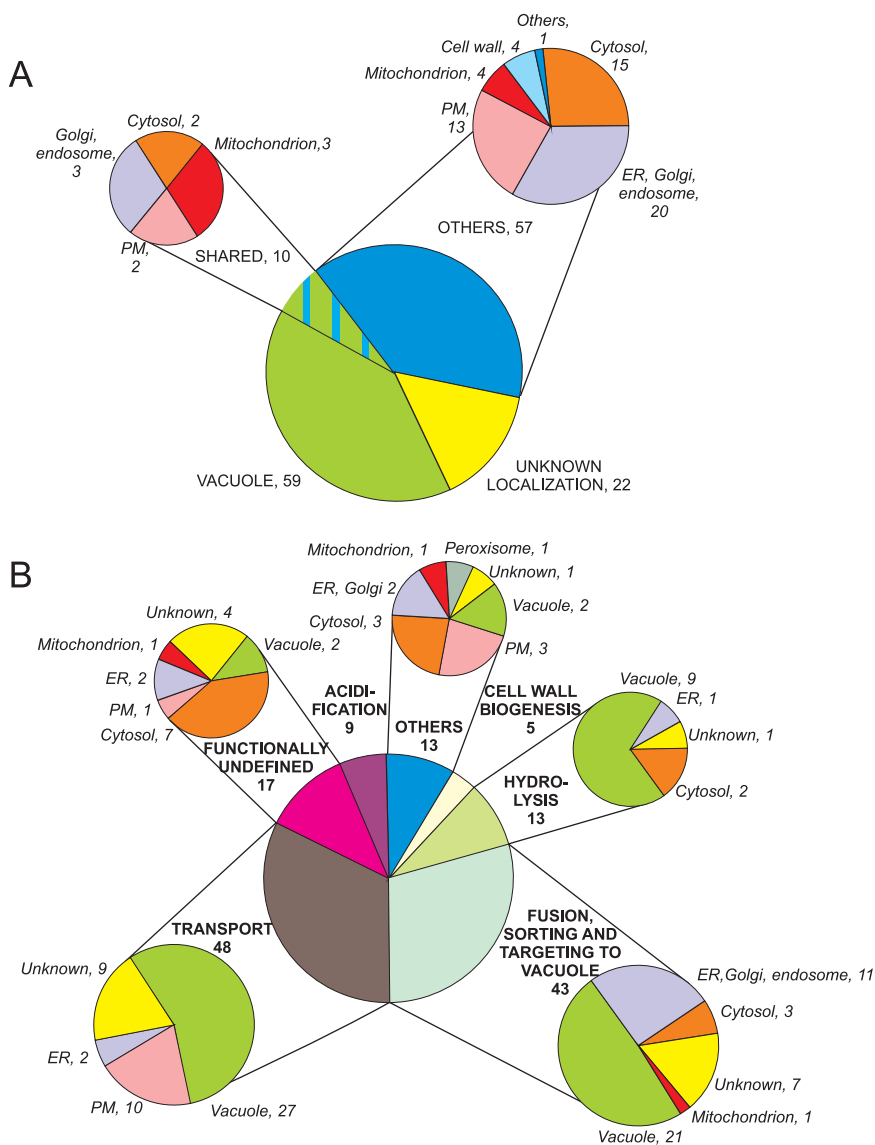 A
Others,
1
Cell wall, 4
Cytosol,
15
Mitochondrion, 4
PM,
13
ER, Golgi,
endosome,
20
Cytosol, 2
Golgi,
endosome,
3
Mitochondrion,3
PM,
2
SHARED, 10
OTHERS, 57
VACUOLE, 59
UNKNOWN
LOCALIZATION, 22
B
Mitochondrion, 1
Peroxisome, 1
ER, Golgi 2
Unknown, 1
Cytosol, 3
Vacuole, 2
PM, 3
Unknown, 4
Mitochondrion, 1
Vacuole, 2
ER, 2
PM, 1
Cytosol, 7
FUNCTIONALLY
UNDEFINED
17
ACIDI-
FICATION
9
OTHERS
13
CELL WALL
BIOGENESIS
5
Vacuole, 9
ER, 1
Unknown, 1
Cytosol, 2
HYDRO-
LYSIS
13
TRANSPORT
48
Unknown, 9
ER, 2
PM, 10
Vacuole, 27
FUSION,
SORTING AND
TARGETING TO
VACUOLE
43
ER,Golgi, endosome, 11
Cytosol, 3
Unknown, 7
Mitochondrion, 1
Vacuole, 21